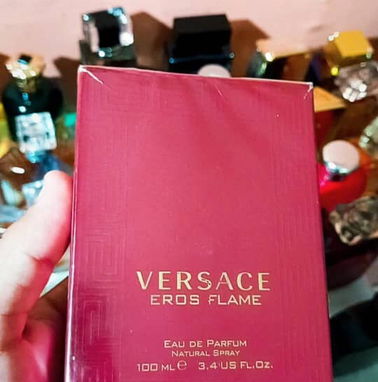 VERSACE
EROS FLAME
EAU DE PARFUM
NATURAL SPRAY
100 ML ℮ 3.4 US FL.OZ.